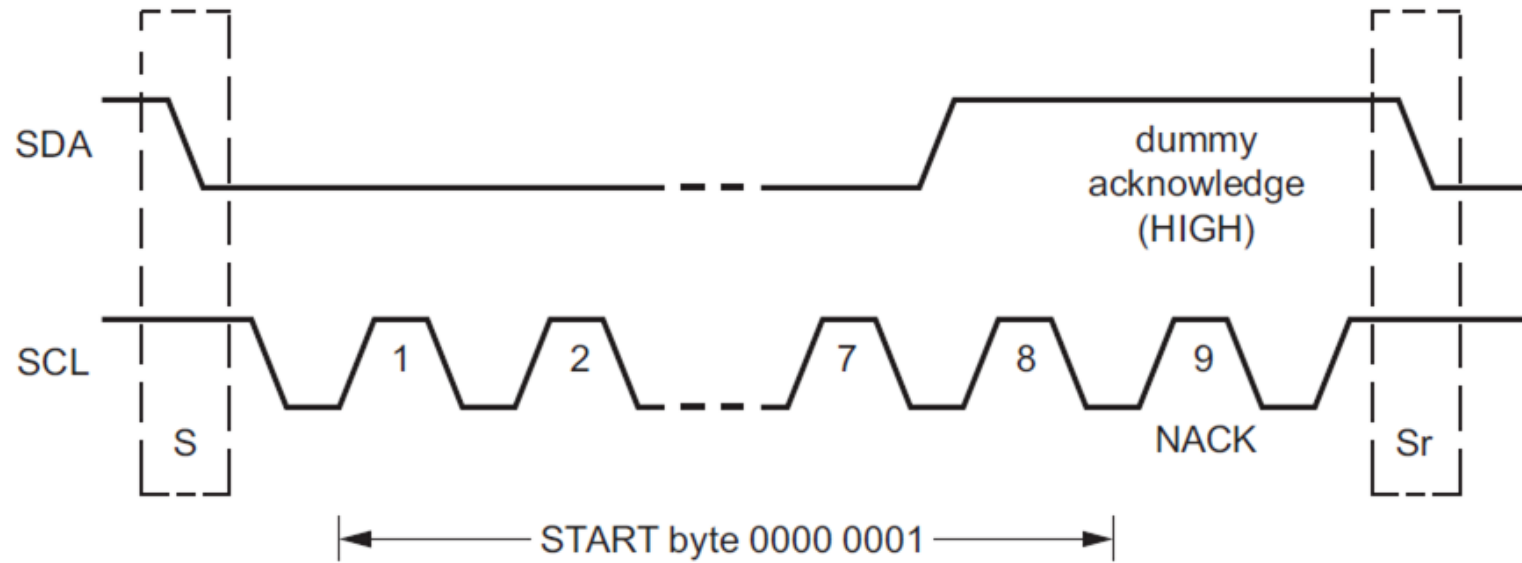 SDA
dummy
acknowledge
(HIGH)
SCL
1
2
7
8
9
S
NACK
Sr
START byte 0000 0001